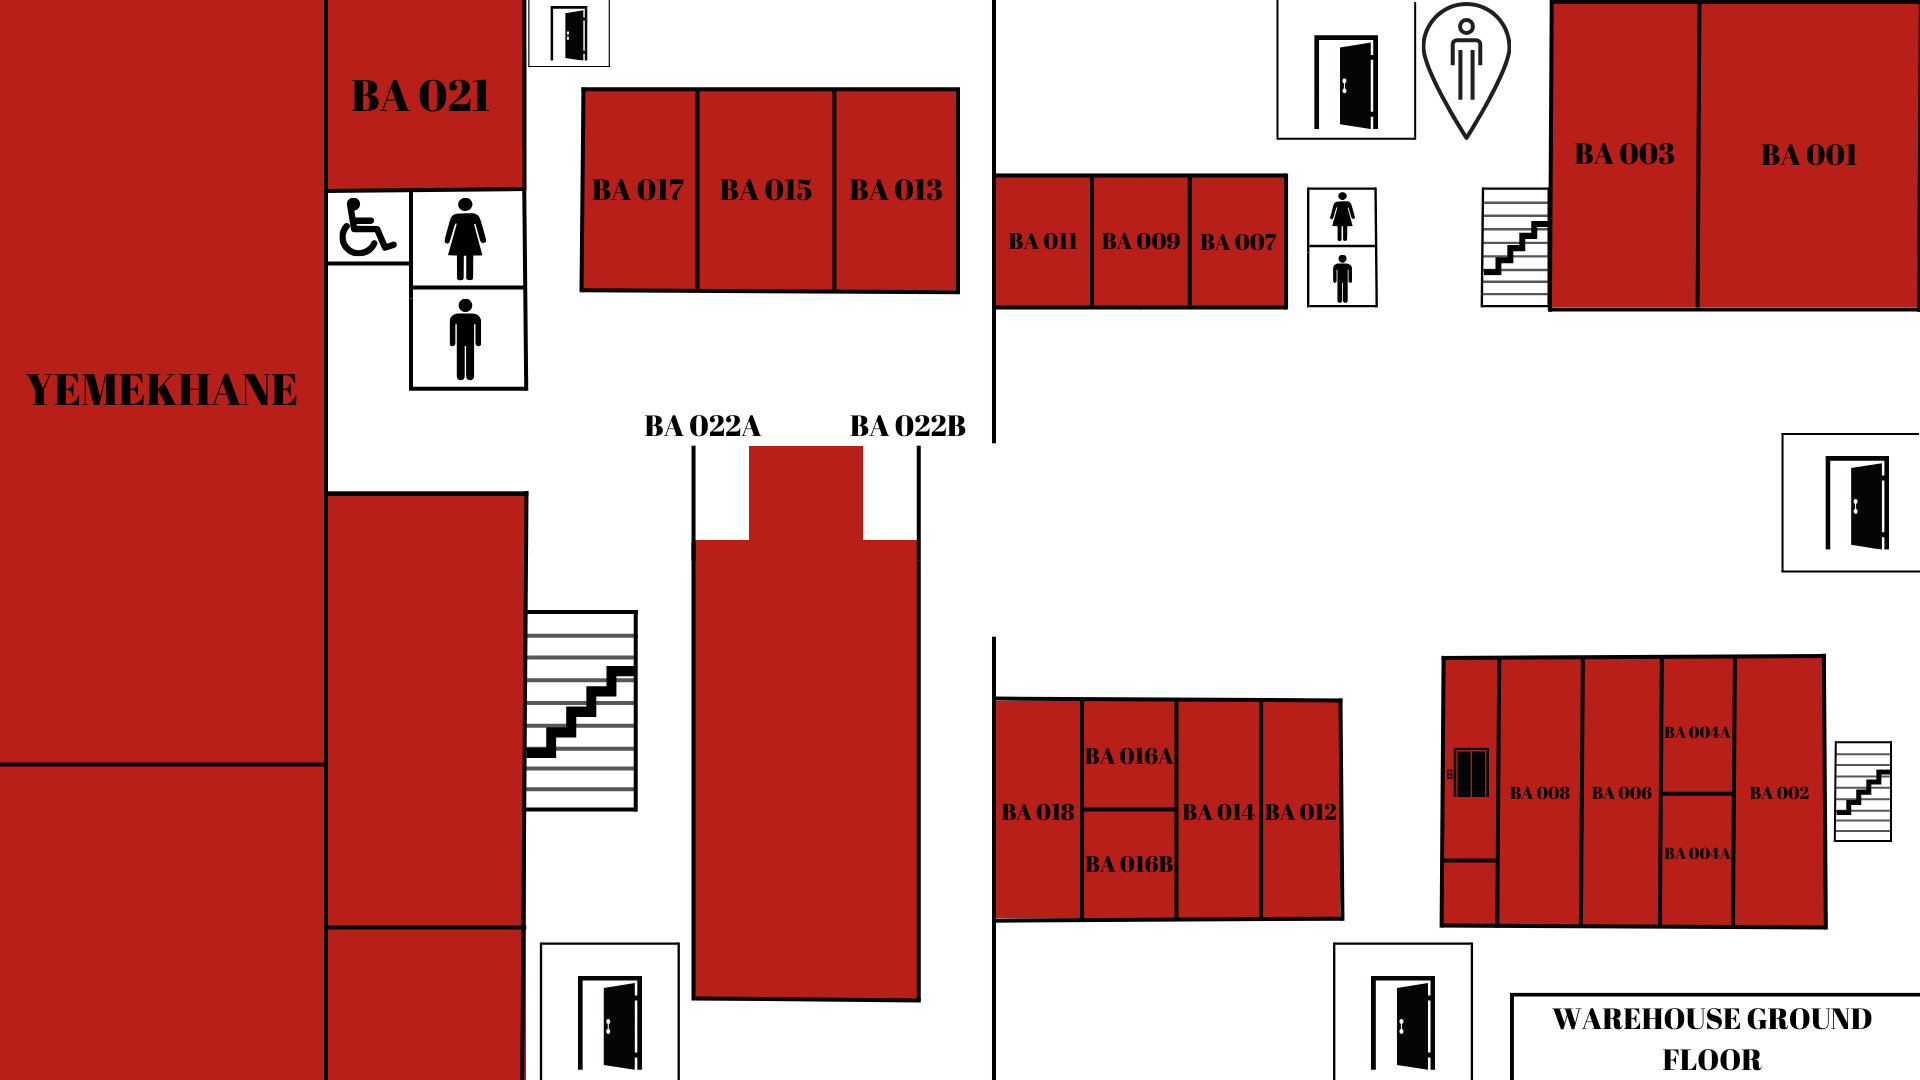 BA 021
BA 017
BA 015
BA 013
BA 003
BA 001
BA 011
BA 009
BA 007
YEMEKHANE
BA 022A
BA 022B
BA 018
BA 016A
BA 016B
BA 014
BA 012
BA 008
BA 006
BA 004A
BA 004A
BA 002
WAREHOUSE GROUND
FLOOR